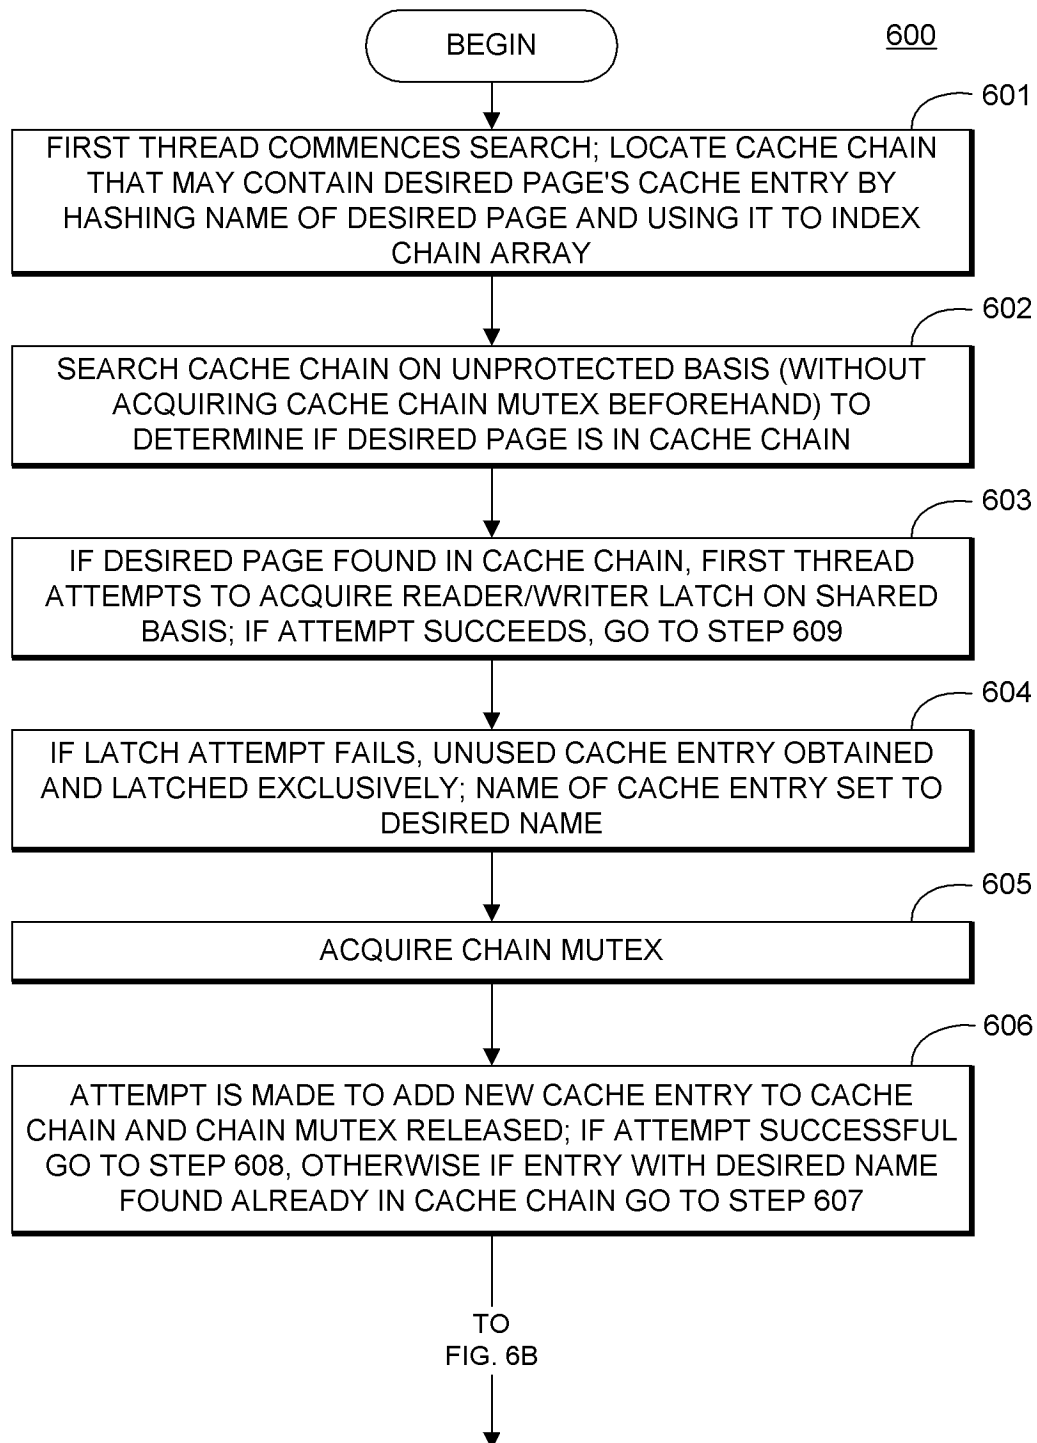 BEGIN
600
601
FIRST THREAD COMMENCES SEARCH; LOCATE CACHE CHAIN
THAT MAY CONTAIN DESIRED PAGE'S CACHE ENTRY BY
HASHING NAME OF DESIRED PAGE AND USING IT TO INDEX
CHAIN ARRAY
602
SEARCH CACHE CHAIN ON UNPROTECTED BASIS (WITHOUT
ACQUIRING CACHE CHAIN MUTEX BEFOREHAND) TO
DETERMINE IF DESIRED PAGE IS IN CACHE CHAIN
603
IF DESIRED PAGE FOUND IN CACHE CHAIN, FIRST THREAD
ATTEMPTS TO ACQUIRE READER/WRITER LATCH ON SHARED
BASIS; IF ATTEMPT SUCCEEDS, GO TO STEP 609
604
IF LATCH ATTEMPT FAILS, UNUSED CACHE ENTRY OBTAINED
AND LATCHED EXCLUSIVELY; NAME OF CACHE ENTRY SET TO
DESIRED NAME
605
ACQUIRE CHAIN MUTEX
606
ATTEMPT IS MADE TO ADD NEW CACHE ENTRY TO CACHE
CHAIN AND CHAIN MUTEX RELEASED; IF ATTEMPT SUCCESSFUL
GO TO STEP 608, OTHERWISE IF ENTRY WITH DESIRED NAME
FOUND ALREADY IN CACHE CHAIN GO TO STEP 607
TO
FIG. 6B